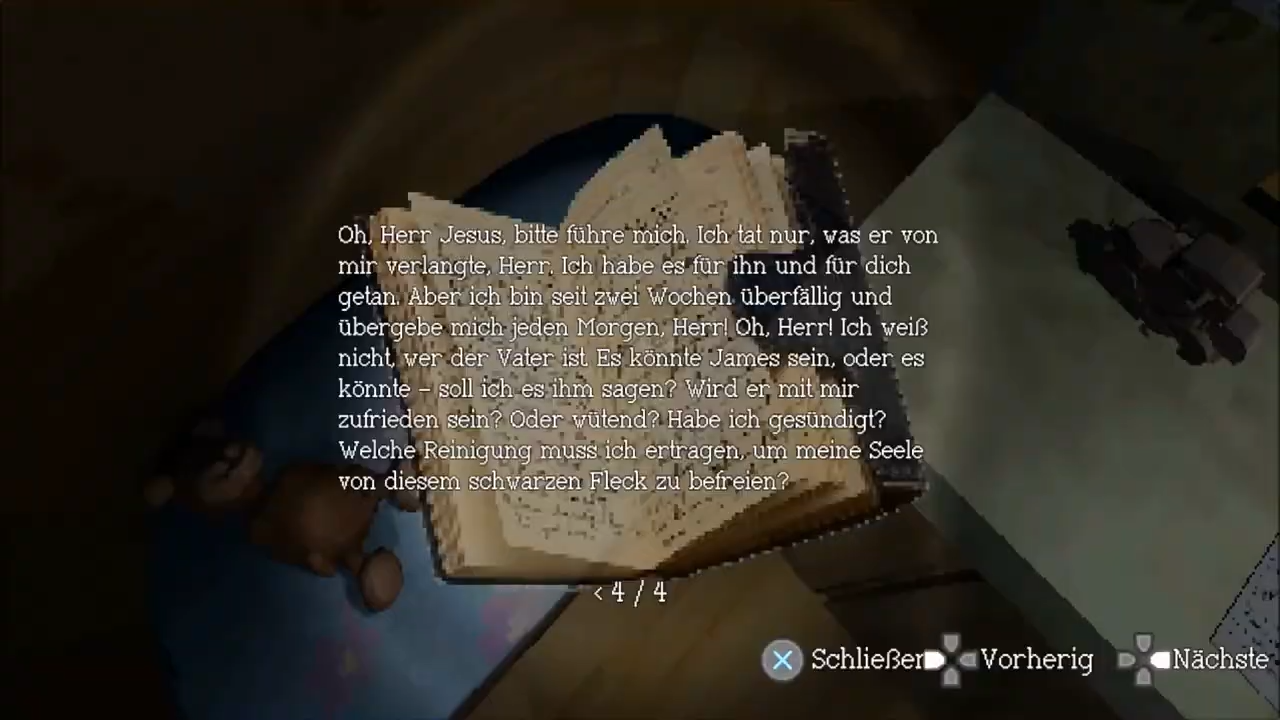 Oh, Herr Jesus, bitte führe mich. Ich tat nur, was er von
mir verlangte, Herr. Ich habe es für ihn und für dich
getan. Aber ich bin seit zwei Wochen überfällig und
übergebe mich jeden Morgen, Herr! Oh, Herr! Ich weiß
nicht, wer der Vater ist. Es könnte James sein, oder es
könnte – soll ich es ihm sagen? Wird er mit mir
zufrieden sein? Oder wütend? Habe ich gesündigt?
Welche Reinigung muss ich ertragen, um meine Seele
von diesem schwarzen Fleck zu befreien?
< 4 / 4
Schließen Vorherig Nächste